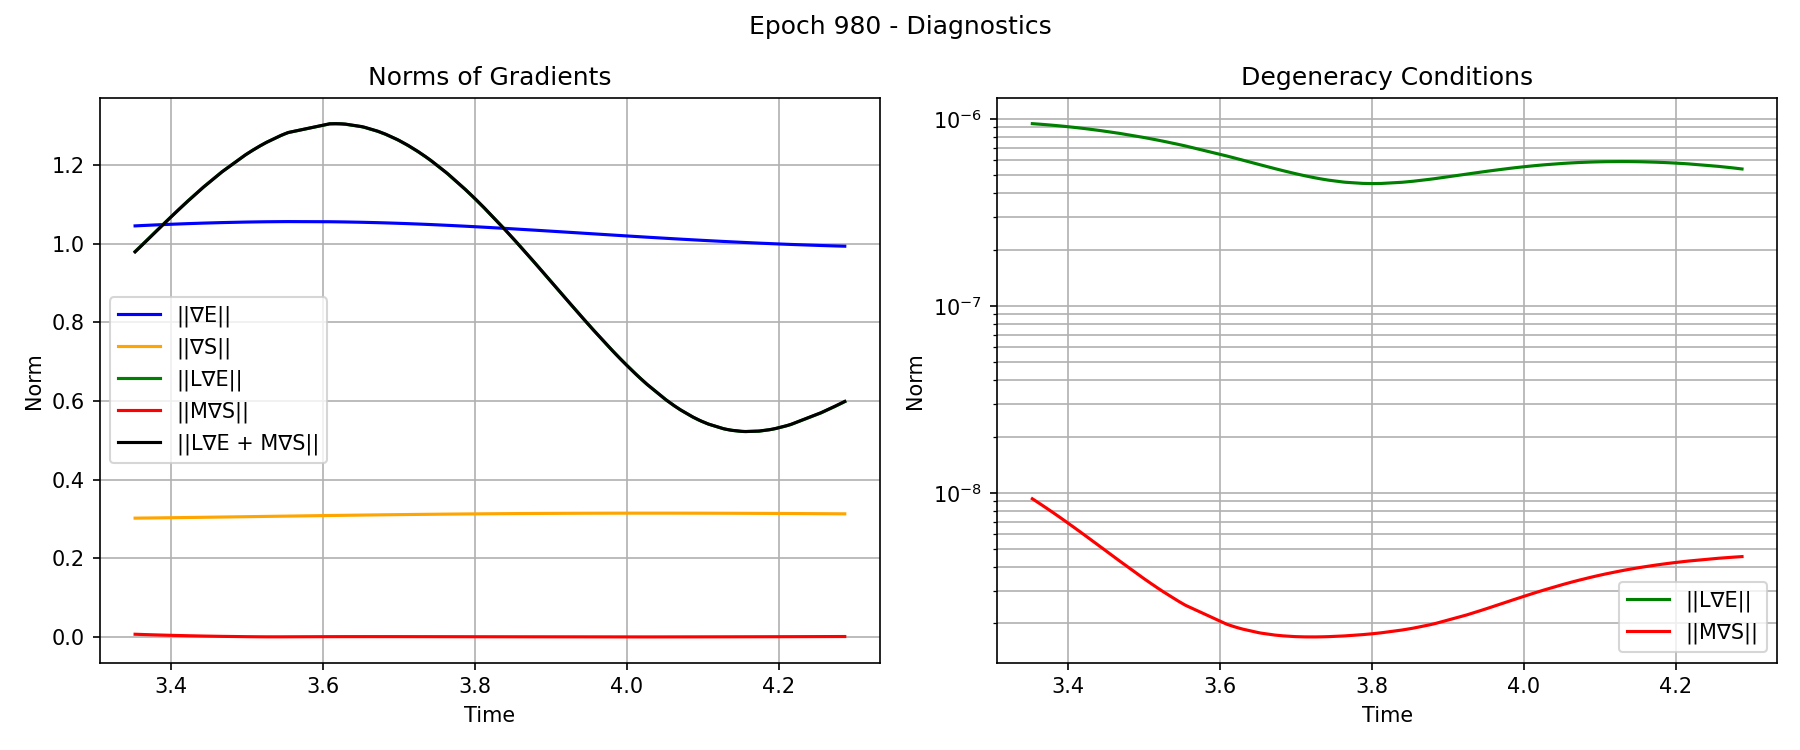 Epoch 980 - Diagnostics
Norms of Gradients
Norm
1.2
1.0
0.8
0.6
0.4
0.2
0.0
||∇E||
||∇S||
||L∇E||
||M∇S||
||L∇E + M∇S||
3.4 3.6 3.8 4.0 4.2
Time
Degeneracy Conditions
Norm
10⁻⁶
10⁻⁷
10⁻⁸
||L∇E||
||M∇S||
3.4 3.6 3.8 4.0 4.2
Time